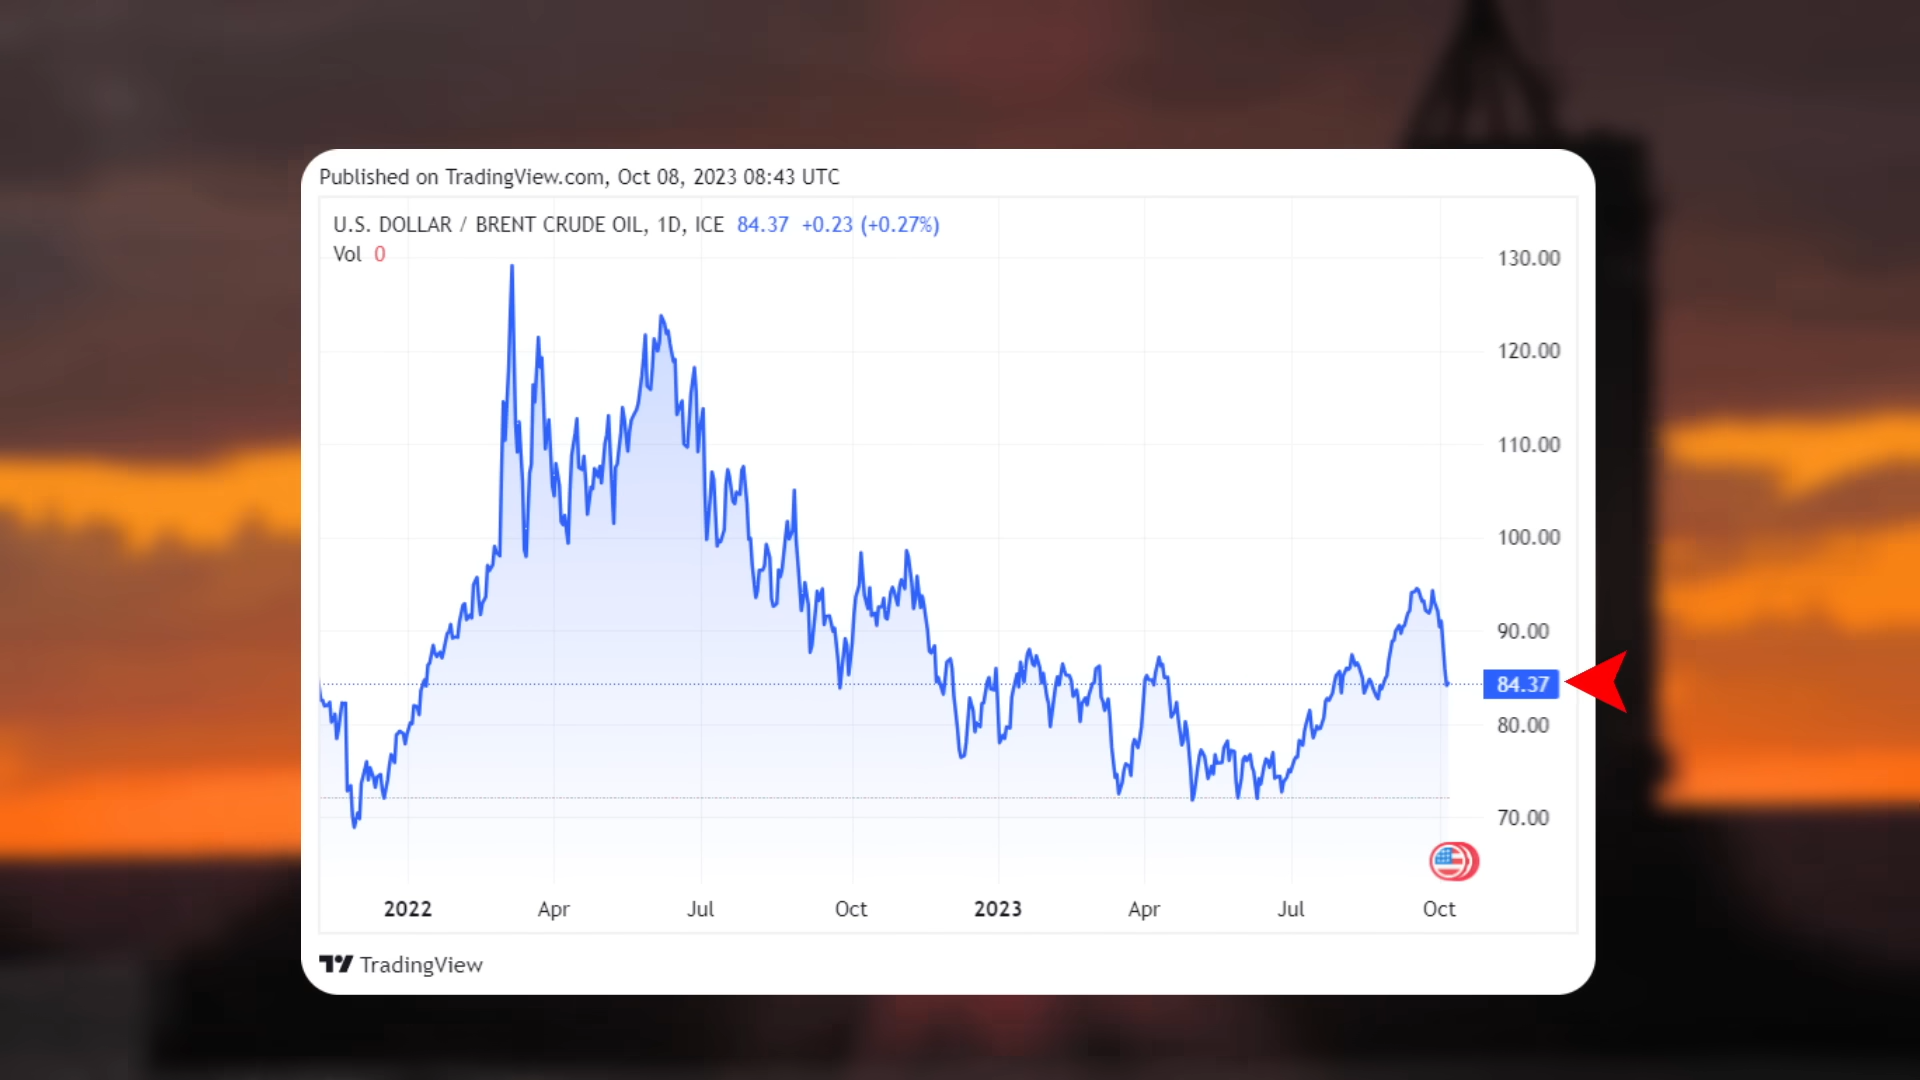 Published on TradingView.com, Oct 08, 2023 08:43 UTC
U.S. DOLLAR / BRENT CRUDE OIL, 1D, ICE 84.37 +0.23 (+0.27%)
Vol 0
130.00
120.00
110.00
100.00
90.00
84.37
80.00
70.00
2022 Apr Jul Oct 2023 Apr Jul Oct
TradingView